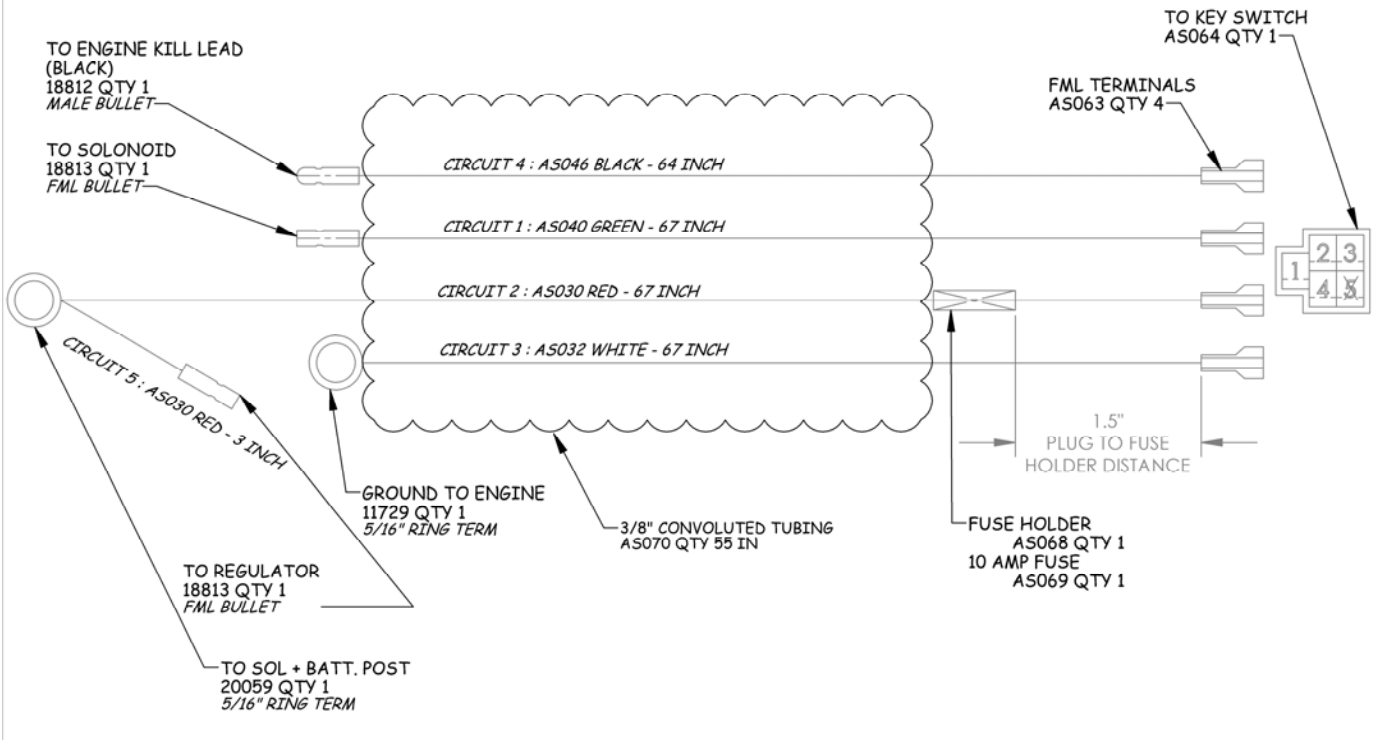 TO KEY SWITCH
AS064 QTY 1
TO ENGINE KILL LEAD
(BLACK)
18812 QTY 1
MALE BULLET
FML TERMINALS
AS063 QTY 4
TO SOLONOID
18813 QTY 1
FML BULLET
CIRCUIT 4 : AS046 BLACK - 64 INCH
CIRCUIT 1 : AS040 GREEN - 67 INCH
CIRCUIT 2 : AS030 RED - 67 INCH
CIRCUIT 3 : AS032 WHITE - 67 INCH
2 3
1
4 5
CIRCUIT 5 : AS030 RED - 3 INCH
1.5"
PLUG TO FUSE
HOLDER DISTANCE
GROUND TO ENGINE
11729 QTY 1
5/16" RING TERM
3/8" CONVOLUTED TUBING
AS070 QTY 55 IN
FUSE HOLDER
AS068 QTY 1
10 AMP FUSE
AS069 QTY 1
TO REGULATOR
18813 QTY 1
FML BULLET
TO SOL + BATT. POST
20059 QTY 1
5/16" RING TERM